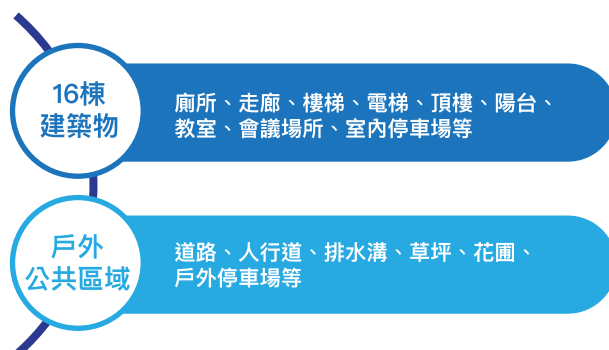 16棟
建築物
廁所、走廊、樓梯、電梯、頂樓、陽台、
教室、會議場所、室內停車場等
戶外
公共區域
道路、人行道、排水溝、草坪、花圃、
戶外停車場等